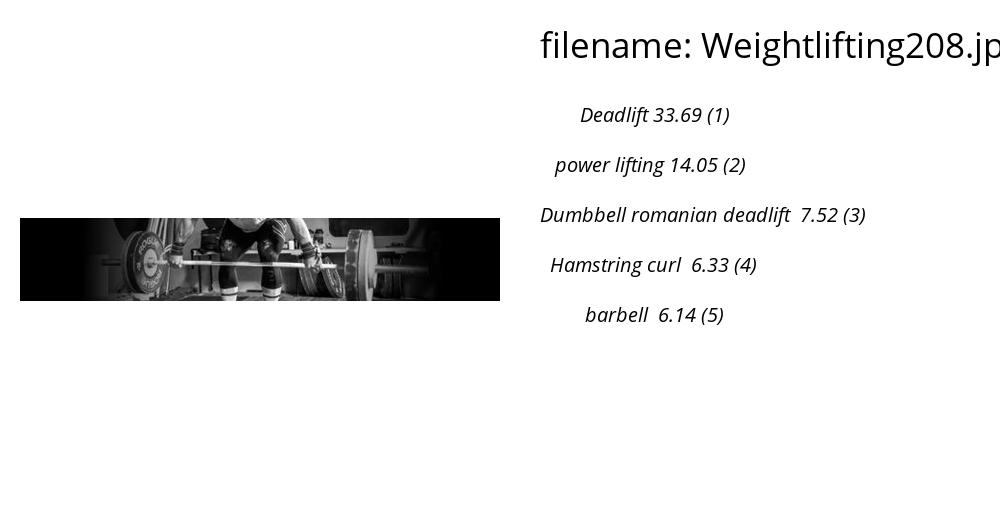 filename: Weightlifting208.jp
Deadlift 33.69 (1)
power lifting 14.05 (2)
Dumbbell romanian deadlift 7.52 (3)
Hamstring curl 6.33 (4)
barbell 6.14 (5)
ROGUE